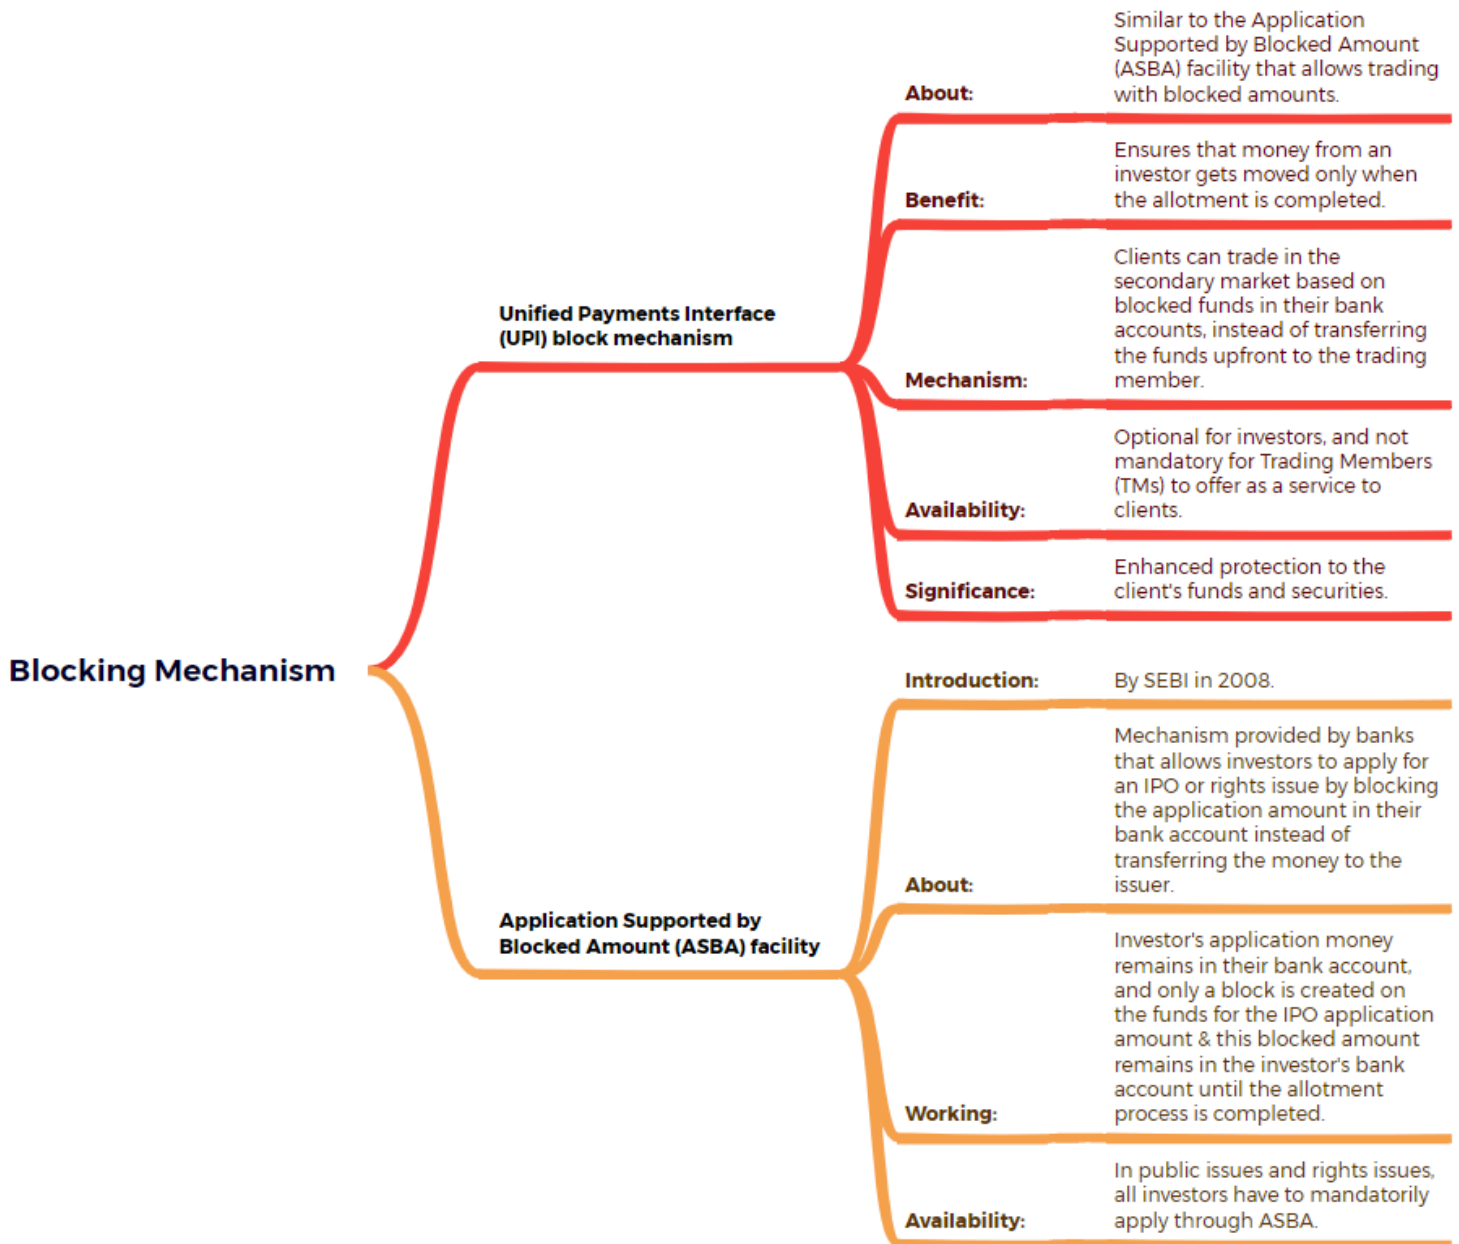 Blocking Mechanism
Unified Payments Interface
(UPI) block mechanism
About:
Similar to the Application
Supported by Blocked Amount
(ASBA) facility that allows trading
with blocked amounts.
Benefit:
Ensures that money from an
investor gets moved only when
the allotment is completed.
Mechanism:
Clients can trade in the
secondary market based on
blocked funds in their bank
accounts, instead of transferring
the funds upfront to the trading
member.
Availability:
Optional for investors, and not
mandatory for Trading Members
(TMs) to offer as a service to
clients.
Significance:
Enhanced protection to the
client's funds and securities.
Application Supported by
Blocked Amount (ASBA) facility
Introduction:
By SEBI in 2008.
About:
Mechanism provided by banks
that allows investors to apply for
an IPO or rights issue by blocking
the application amount in their
bank account instead of
transferring the money to the
issuer.
Working:
Investor's application money
remains in their bank account,
and only a block is created on
the funds for the IPO application
amount & this blocked amount
remains in the investor's bank
account until the allotment
process is completed.
Availability:
In public issues and rights issues,
all investors have to mandatorily
apply through ASBA.